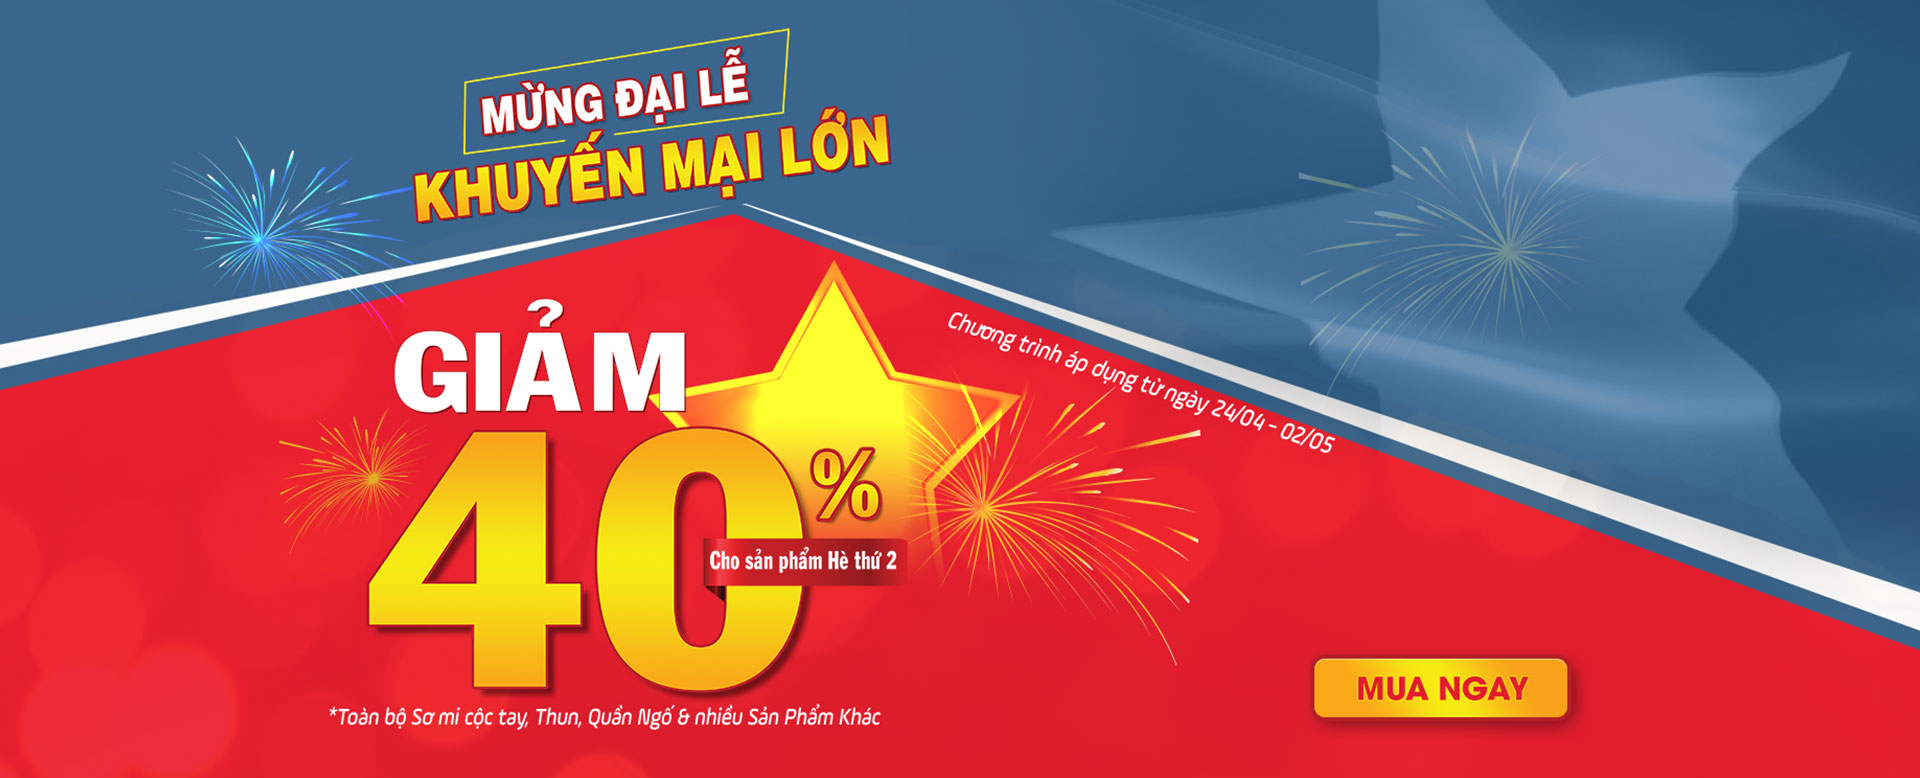 MỪNG ĐẠI LỄ
KHUYẾN MẠI LỚN
GIẢM
40%
Cho sản phẩm Hè thứ 2
Chương trình áp dụng từ ngày 24/04 - 02/05
*Toàn bộ Sơ mi cộc tay, Thun, Quần Ngố & nhiều Sản Phẩm Khác
MUA NGAY